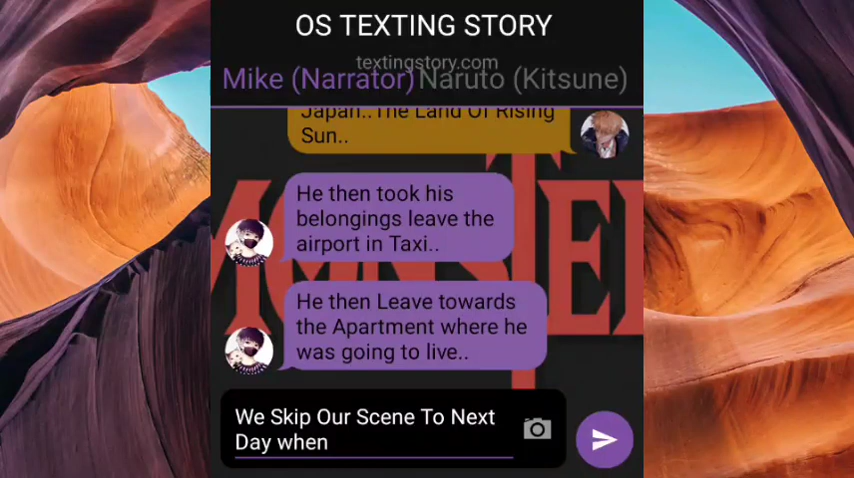 OS TEXTING STORY
textingstory.com
Mike (Narrator) Naruto (Kitsune)
Japan..The Land Of Rising
Sun..
MONSTER
He then took his
belongings leave the
airport in Taxi..
He then Leave towards
the Apartment where he
was going to live..
We Skip Our Scene To Next
Day when